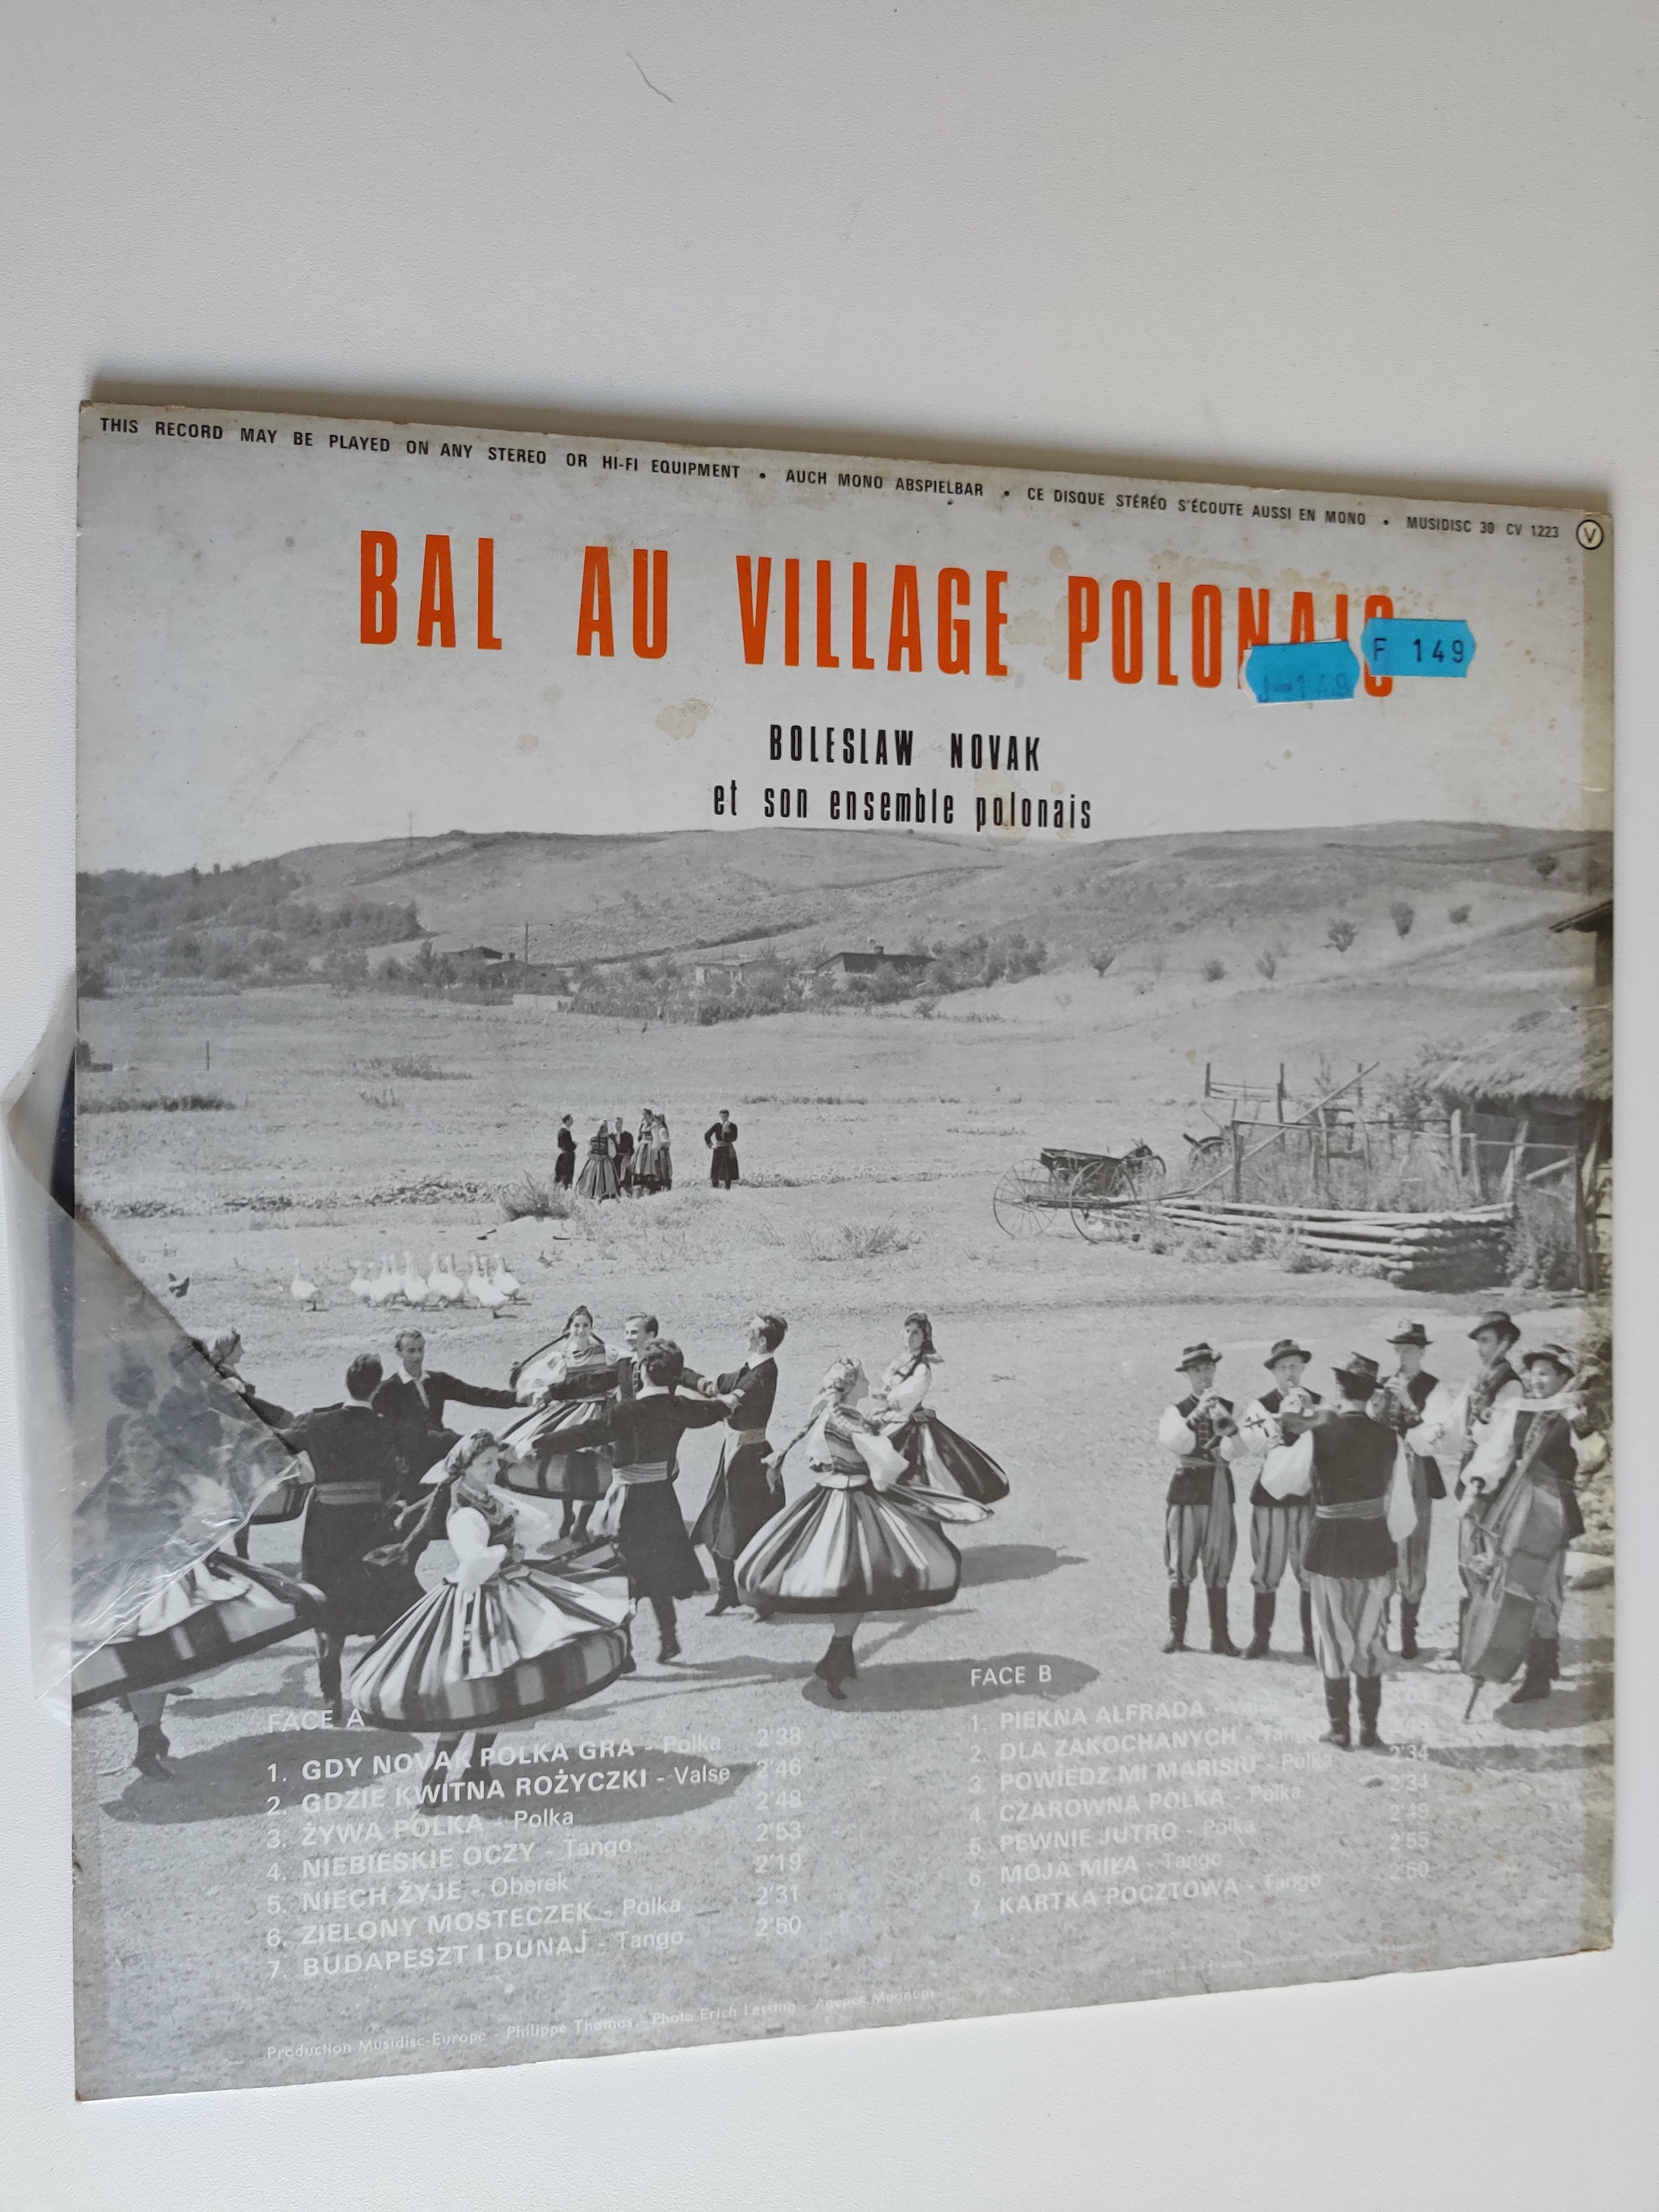 THIS RECORD MAY BE PLAYED ON ANY STEREO OR HI-FI EQUIPMENT • AUCH MONO ABSPIELBAR • CE DISQUE STÉRÉO S'ÉCOUTE AUSSI EN MONO • MUSIDISC 30 CV 1223 V
BAL AU VILLAGE POLONAIS
F 149
149
BOLESLAW NOVAK
et son ensemble polonais
FACE A
1. GDY NOVAK POLKA GRA - Polka 2'38
2. GDZIE KWITNA ROŻYCZKI - Valse 2'46
3. ŻYWA POLKA - Polka 2'48
4. NIEBIESKIE OCZY - Tango 2'53
5. NIECH ŻYJE - Oberek 2'19
6. ZIELONY MOSTECZEK - Polka 2'31
7. BUDAPESZT I DUNAJ - Tango 2'50
FACE B
1. PIEKNA ALFRADA -
2. DLA ZAKOCHANYCH - Tango
3. POWIEDZ MI MARISIU - Polka 2'34
4. CZAROWNA POLKA - Polka 2'34
5. PEWNIE JUTRO - Polka 2'49
6. MOJA MIŁA - Tango 2'55
7. KARTKA POCZTOWA - Tango 2'50
Production Musidisc-Europe - Philippe Thomas - Photo Erich Lessing - Agence Magnum